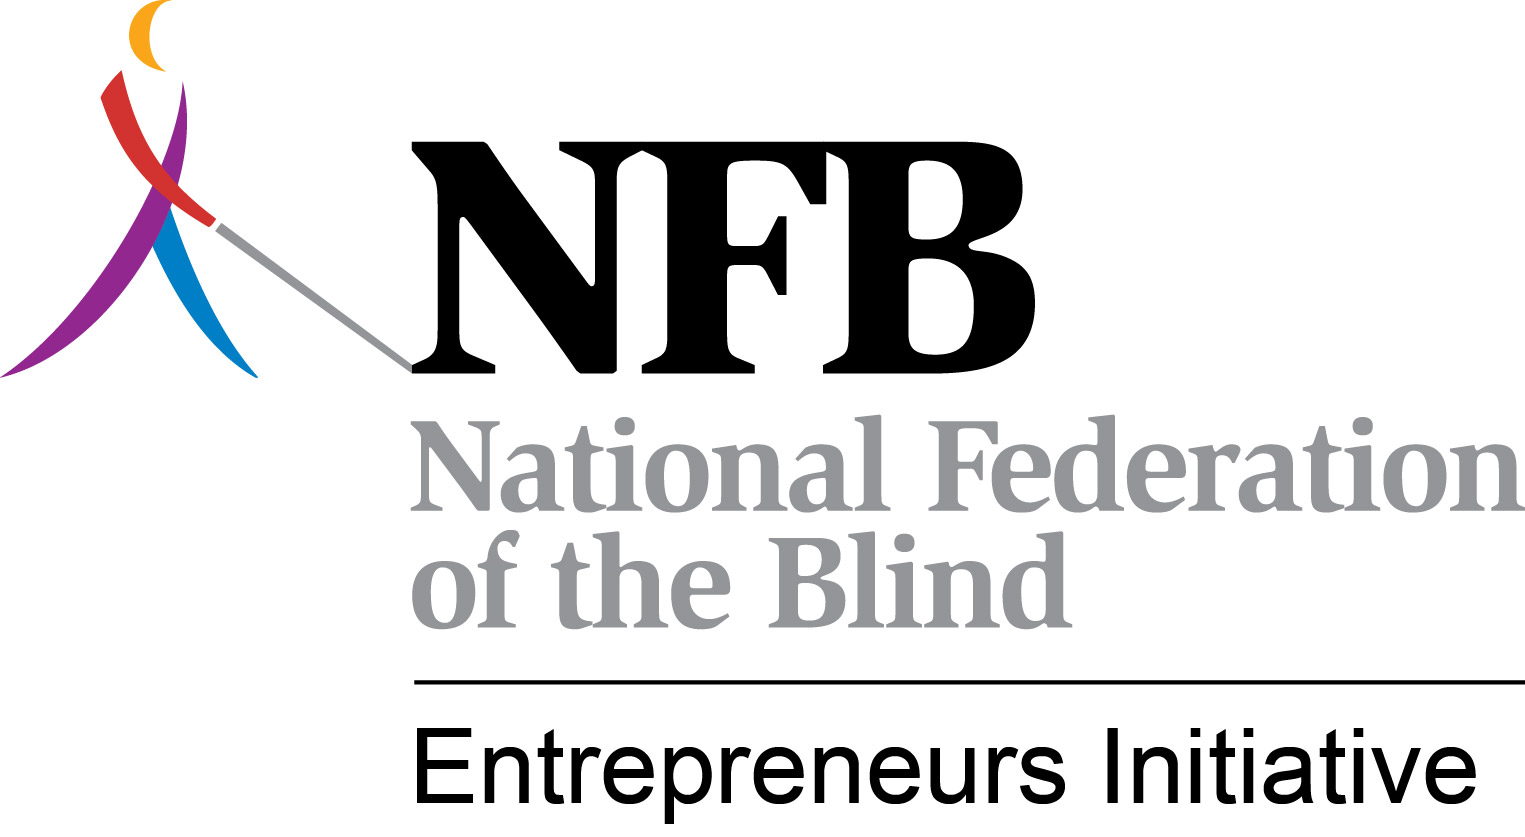 NFB
National Federation
of the Blind
Entrepreneurs Initiative